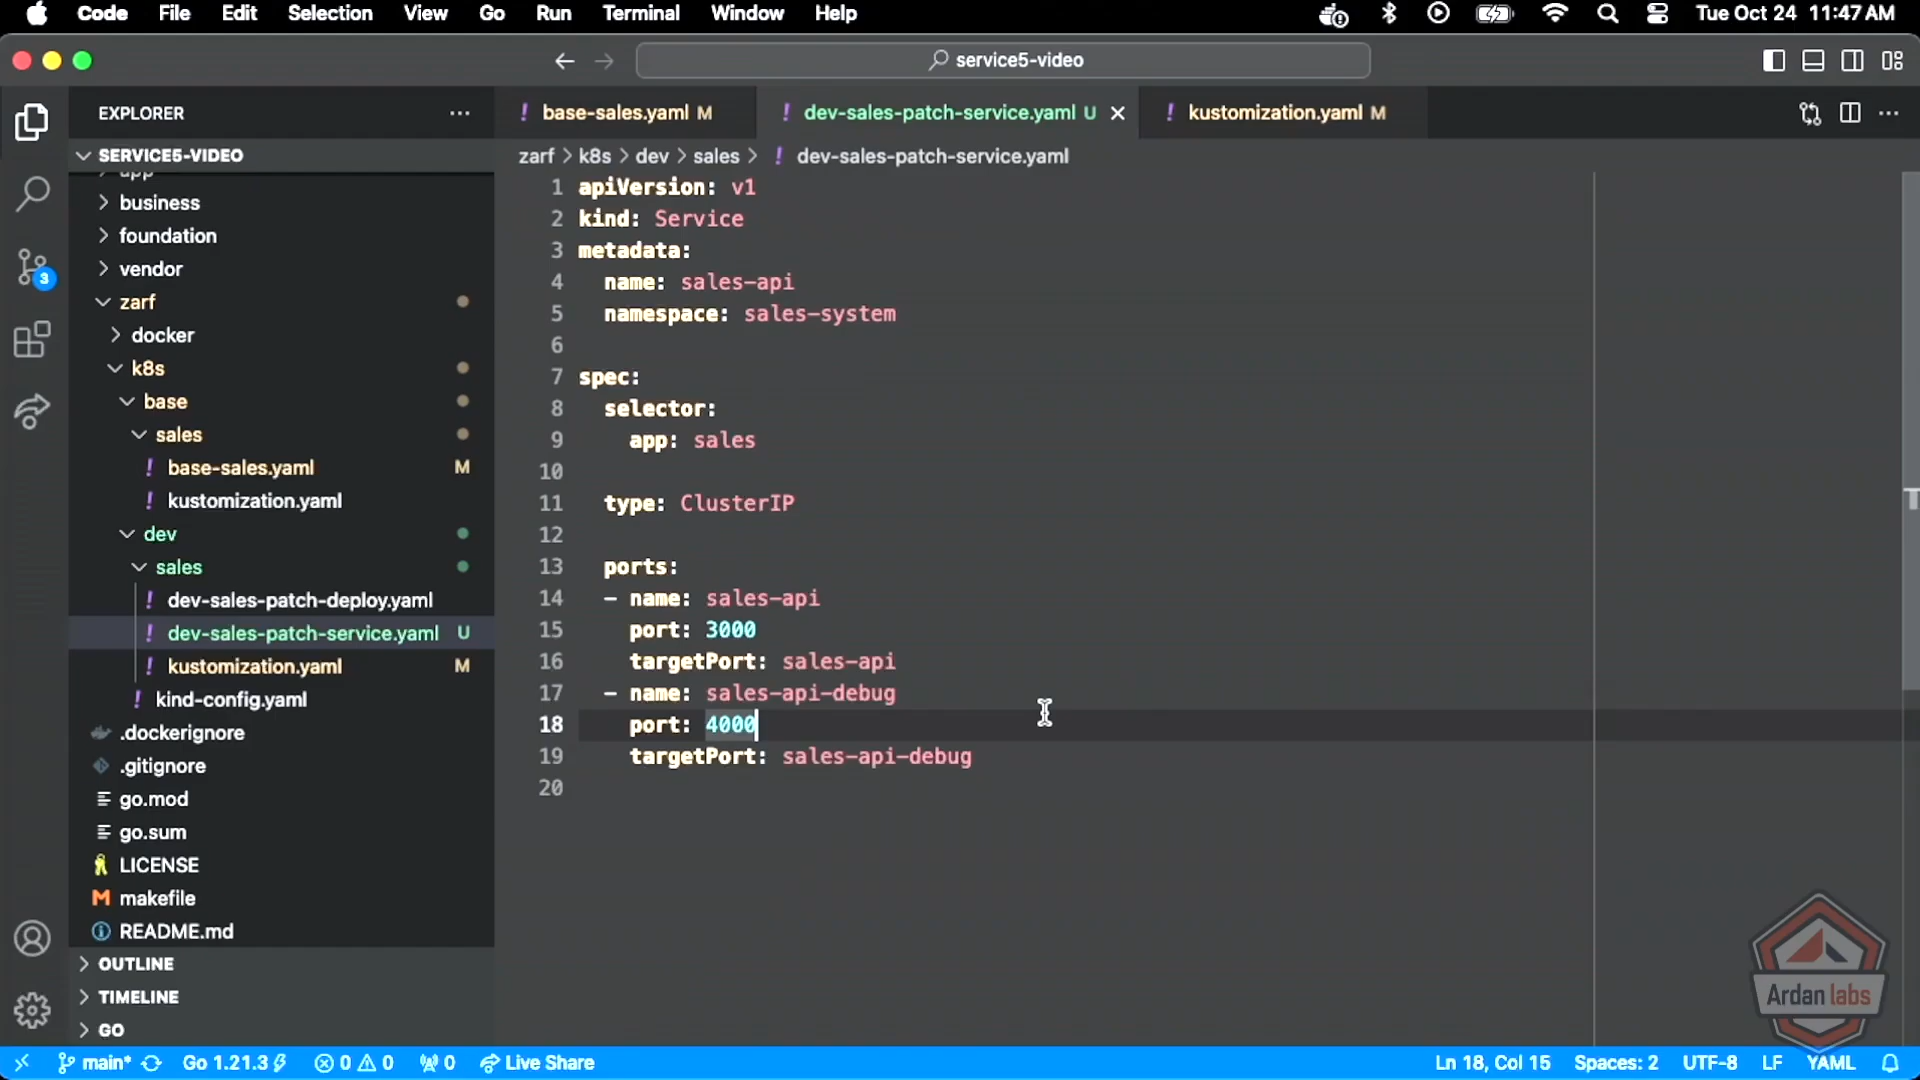 Code File Edit Selection View Go Run Terminal Window Help Tue Oct 24 11:47 AM
service5-video
EXPLORER
SERVICE5-VIDEO
app
business
foundation
vendor
zarf
docker
k8s
base
sales
base-sales.yaml M
kustomization.yaml
dev
sales
dev-sales-patch-deploy.yaml
dev-sales-patch-service.yaml U
kustomization.yaml M
kind-config.yaml
.dockerignore
.gitignore
go.mod
go.sum
LICENSE
makefile
README.md
OUTLINE
TIMELINE
GO
3
! base-sales.yaml M ! dev-sales-patch-service.yaml U ! kustomization.yaml M
zarf > k8s > dev > sales > ! dev-sales-patch-service.yaml
1 apiVersion: v1
2 kind: Service
3 metadata:
4 name: sales-api
5 namespace: sales-system
6
7 spec:
8 selector:
9 app: sales
10
11 type: ClusterIP
12
13 ports:
14 - name: sales-api
15 port: 3000
16 targetPort: sales-api
17 - name: sales-api-debug
18 port: 4000
19 targetPort: sales-api-debug
20
Ardan labs
main* Go 1.21.3 0 0 0 Live Share Ln 18, Col 15 Spaces: 2 UTF-8 LF YAML